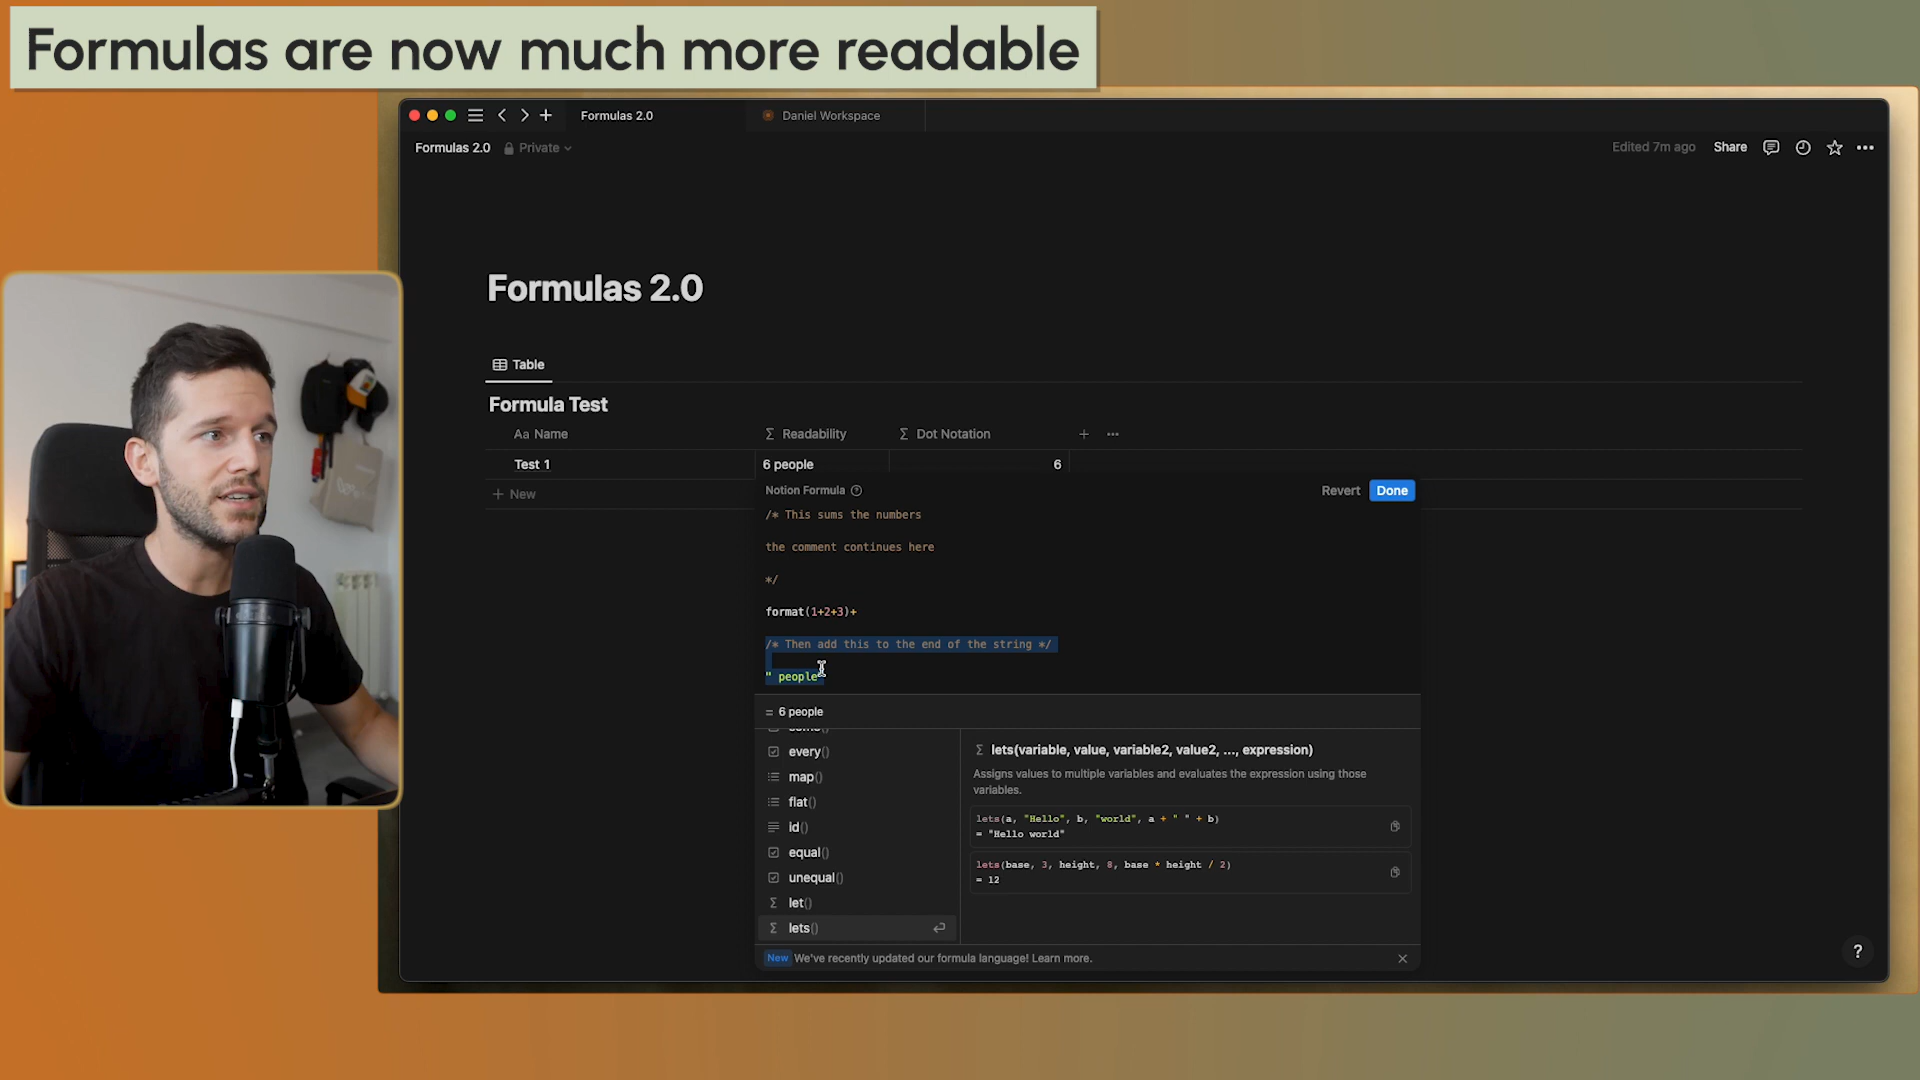 Formulas are now much more readable
Formulas 2.0
Daniel Workspace
Formulas 2.0
Private
Edited 7m ago
Share
Formulas 2.0
Table
Formula Test
Aa Name
Σ Readability
Σ Dot Notation
Test 1
6 people
6
+ New
Notion Formula
Revert
Done
/* This sums the numbers
the comment continues here
*/
format(1+2+3)+
/* Then add this to the end of the string */
" people"
= 6 people
every()
map()
flat()
id()
equal()
unequal()
Σ let()
Σ lets()
Σ lets(variable, value, variable2, value2, ..., expression)
Assigns values to multiple variables and evaluates the expression using those
variables.
lets(a, "Hello", b, "world", a + " " + b)
= "Hello world"
lets(base, 3, height, 8, base * height / 2)
= 12
New We've recently updated our formula language! Learn more.
?